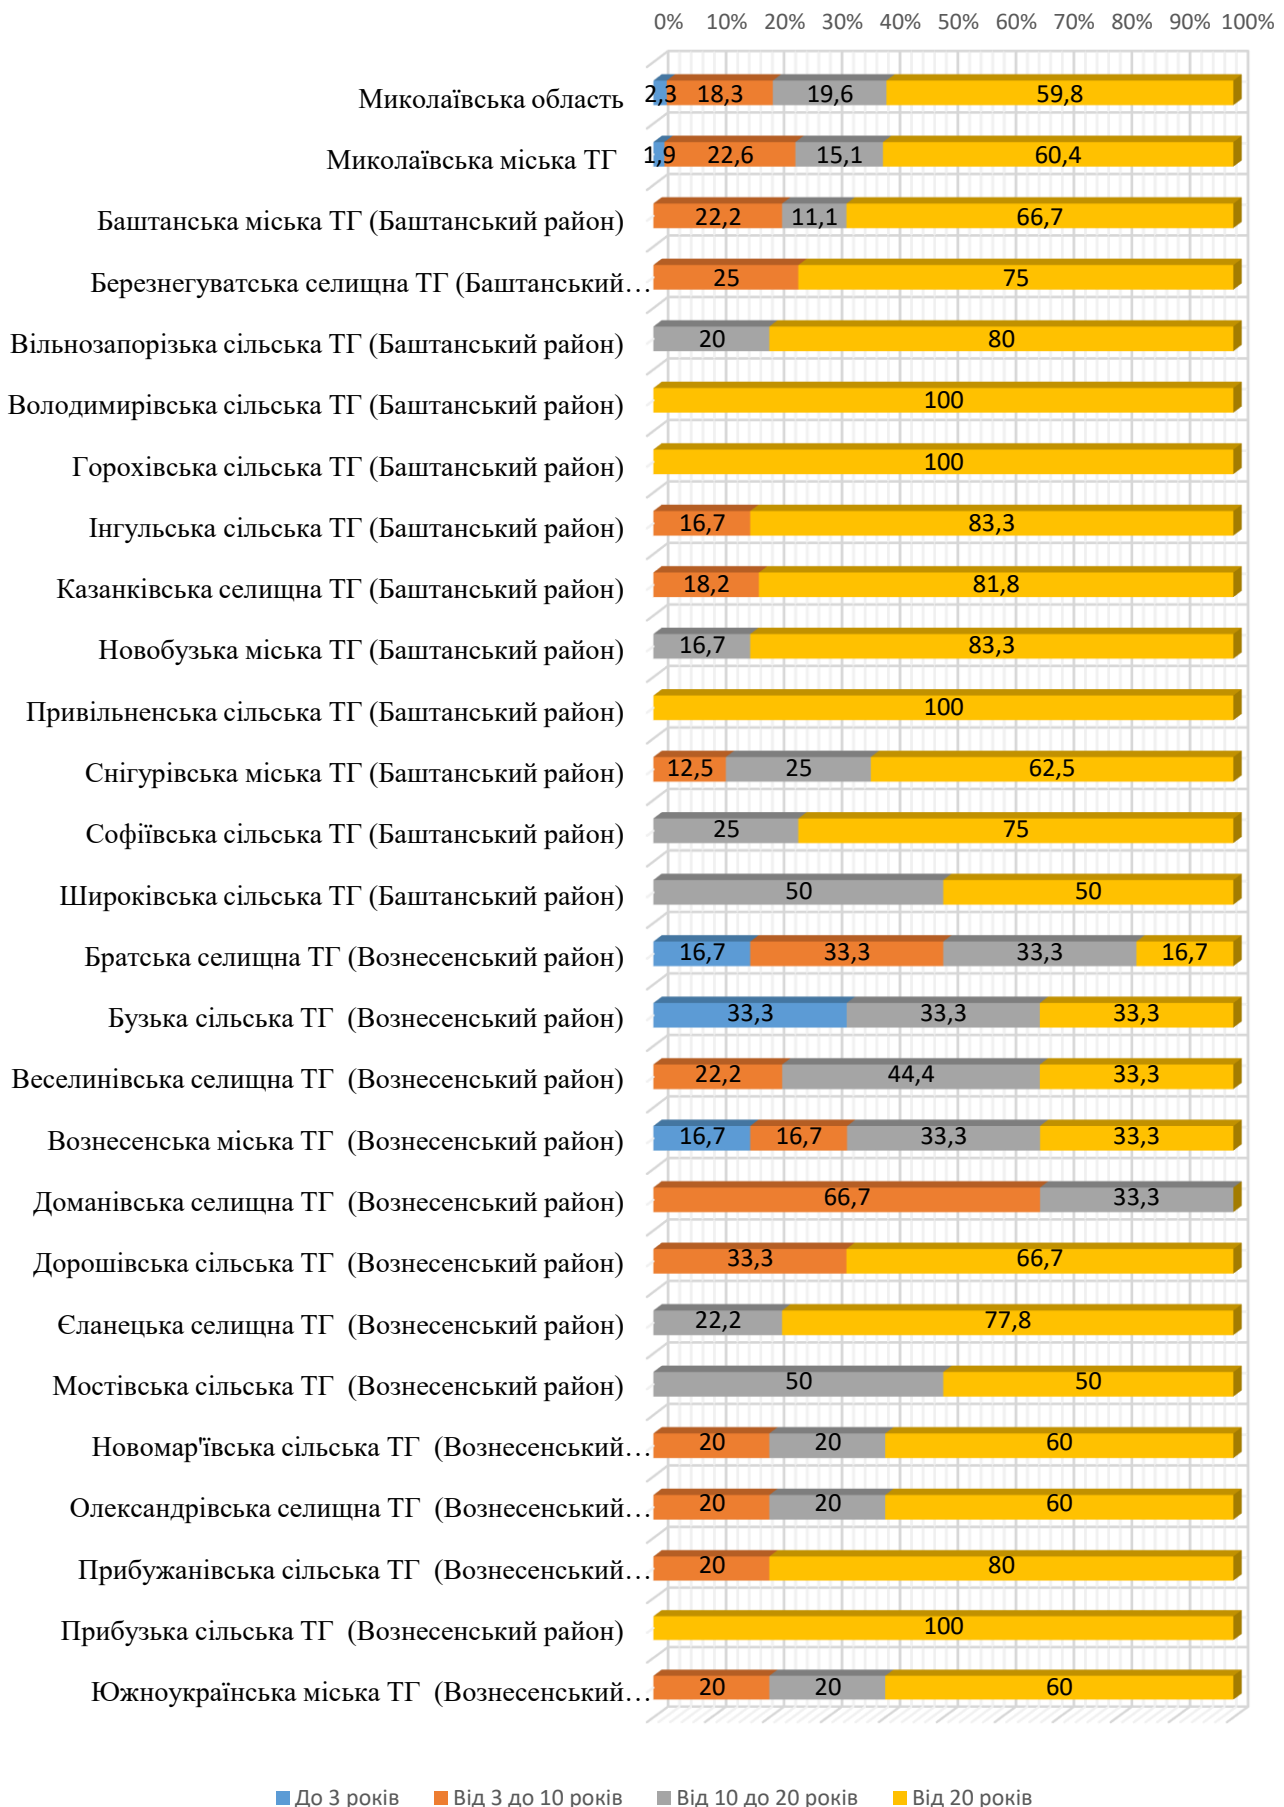 0% 10% 20% 30% 40% 50% 60% 70% 80% 90% 100%
Миколаївська область 2,3 18,3 19,6 59,8
Миколаївська міська ТГ 1,9 22,6 15,1 60,4
Баштанська міська ТГ (Баштанський район) 22,2 11,1 66,7
Березнегуватська селищна ТГ (Баштанський… 25 75
Вільнозапорізька сільська ТГ (Баштанський район) 20 80
Володимирівська сільська ТГ (Баштанський район) 100
Горохівська сільська ТГ (Баштанський район) 100
Інгульська сільська ТГ (Баштанський район) 16,7 83,3
Казанківська селищна ТГ (Баштанський район) 18,2 81,8
Новобузька міська ТГ (Баштанський район) 16,7 83,3
Привільненська сільська ТГ (Баштанський район) 100
Снігурівська міська ТГ (Баштанський район) 12,5 25 62,5
Софіївська сільська ТГ (Баштанський район) 25 75
Широківська сільська ТГ (Баштанський район) 50 50
Братська селищна ТГ (Вознесенський район) 16,7 33,3 33,3 16,7
Бузька сільська ТГ (Вознесенський район) 33,3 33,3 33,3
Веселинівська селищна ТГ (Вознесенський район) 22,2 44,4 33,3
Вознесенська міська ТГ (Вознесенський район) 16,7 16,7 33,3 33,3
Доманівська селищна ТГ (Вознесенський район) 66,7 33,3
Дорошівська сільська ТГ (Вознесенський район) 33,3 66,7
Єланецька селищна ТГ (Вознесенський район) 22,2 77,8
Мостівська сільська ТГ (Вознесенський район) 50 50
Новомар'ївська сільська ТГ (Вознесенський… 20 20 60
Олександрівська селищна ТГ (Вознесенський… 20 20 60
Прибужанівська сільська ТГ (Вознесенський… 20 80
Прибузька сільська ТГ (Вознесенський район) 100
Южноукраїнська міська ТГ (Вознесенський… 20 20 60
До 3 років Від 3 до 10 років Від 10 до 20 років Від 20 років